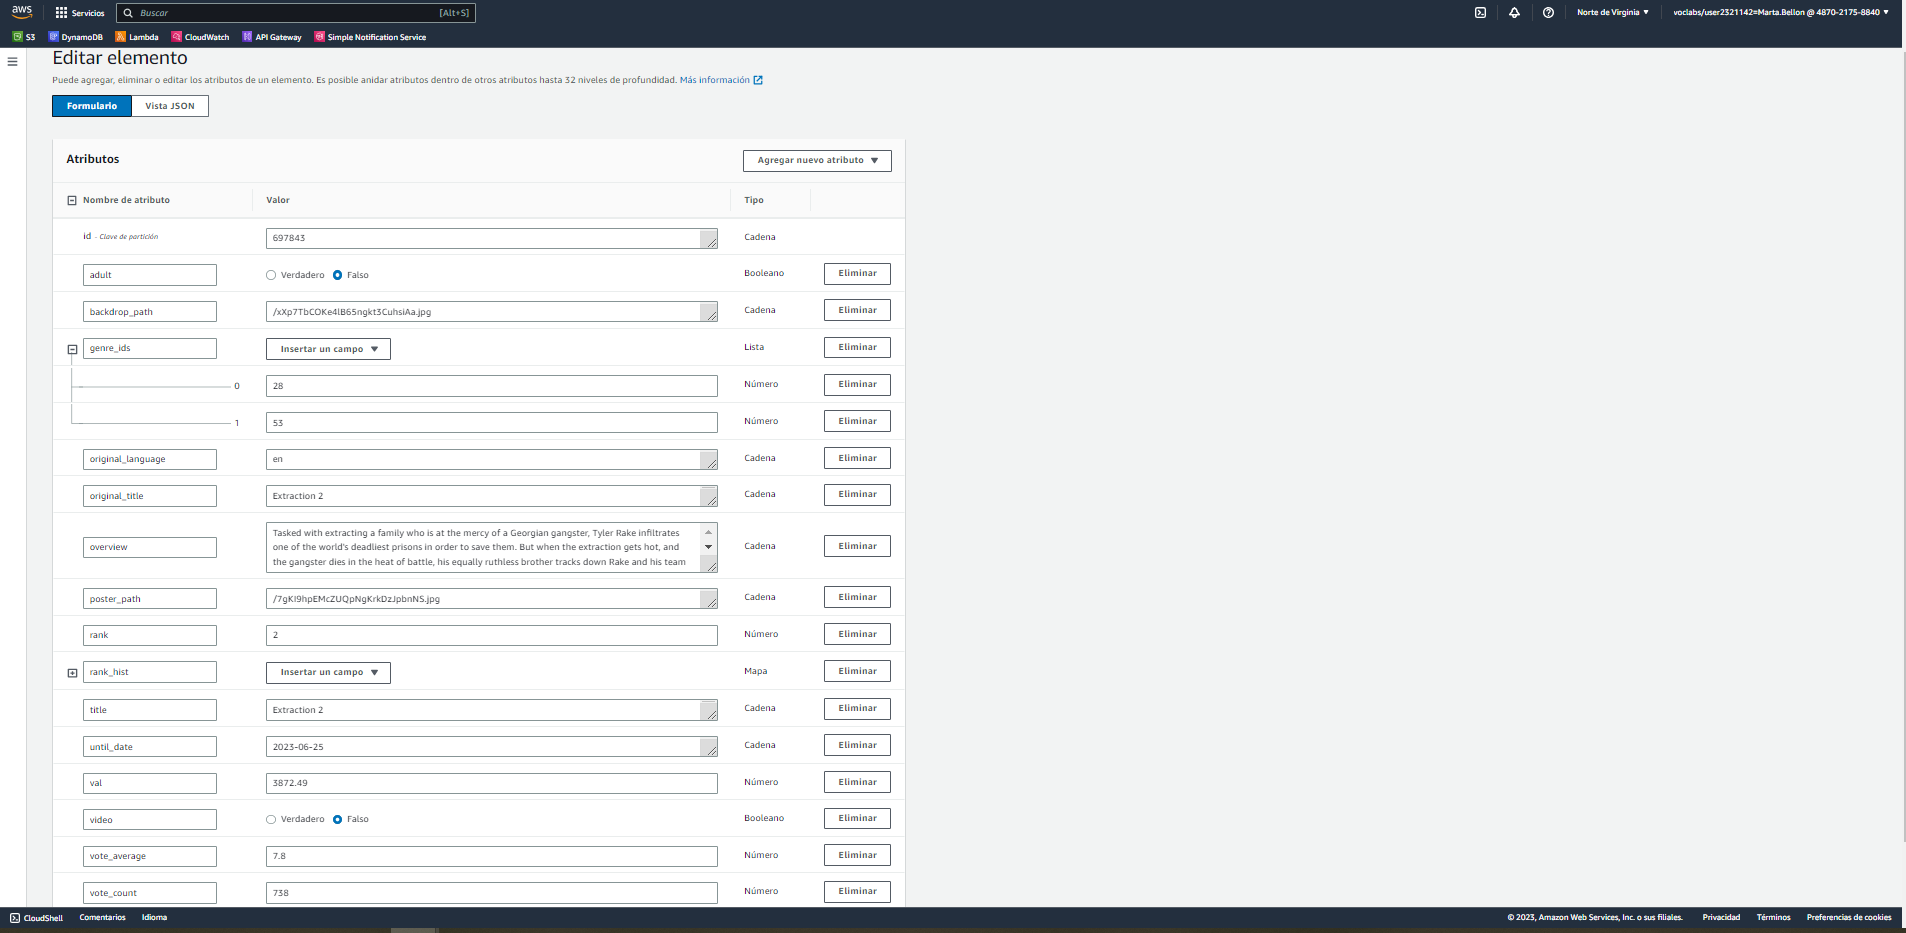 aws Servicios Buscar [Alt+S] Norte de Virginia voclabs/user2321142=Marta.Bellon @ 4870-2175-8840
S3 DynamoDB Lambda CloudWatch API Gateway Simple Notification Service
Editar elemento
Puede agregar, eliminar o editar los atributos de un elemento. Es posible anidar atributos dentro de otros atributos hasta 32 niveles de profundidad. Más información
Formulario Vista JSON
Atributos Agregar nuevo atributo
Nombre de atributo Valor Tipo
id - Clave de partición 697843 Cadena
adult Verdadero Falso Booleano Eliminar
backdrop_path /xXp7TbCOKe4lB65ngkt3CuhsiAa.jpg Cadena Eliminar
genre_ids Insertar un campo Lista Eliminar
0 28 Número Eliminar
1 53 Número Eliminar
original_language en Cadena Eliminar
original_title Extraction 2 Cadena Eliminar
overview Tasked with extracting a family who is at the mercy of a Georgian gangster, Tyler Rake infiltrates
one of the world's deadliest prisons in order to save them. But when the extraction gets hot, and
the gangster dies in the heat of battle, his equally ruthless brother tracks down Rake and his team
Cadena Eliminar
poster_path /7gKI9hpEMcZUQpNgKrkDzJpbnNS.jpg Cadena Eliminar
rank 2 Número Eliminar
rank_hist Insertar un campo Mapa Eliminar
title Extraction 2 Cadena Eliminar
until_date 2023-06-25 Cadena Eliminar
val 3872.49 Número Eliminar
video Verdadero Falso Booleano Eliminar
vote_average 7.8 Número Eliminar
vote_count 738 Número Eliminar
CloudShell Comentarios Idioma © 2023, Amazon Web Services, Inc. o sus filiales. Privacidad Términos Preferencias de cookies